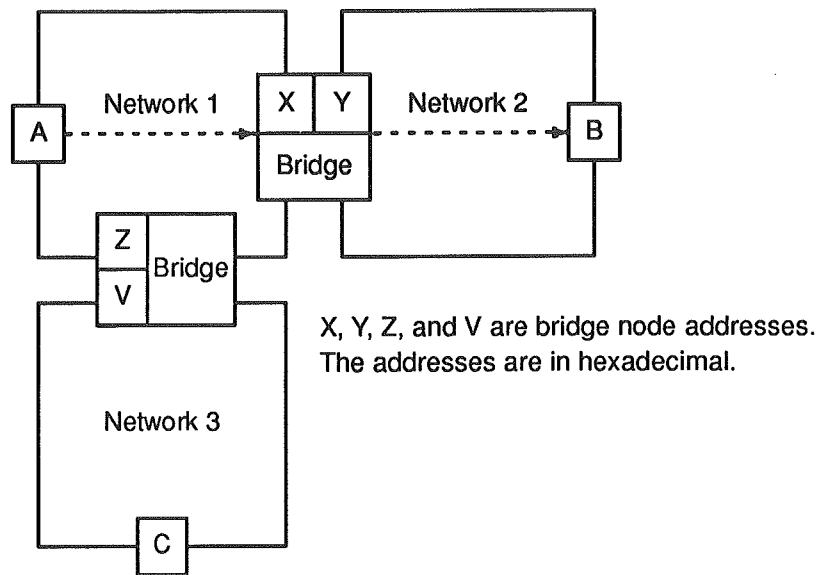 Network 1
X
Y
Network 2
A
B
Bridge
Z
Bridge
V
X, Y, Z, and V are bridge node addresses.
The addresses are in hexadecimal.
Network 3
C